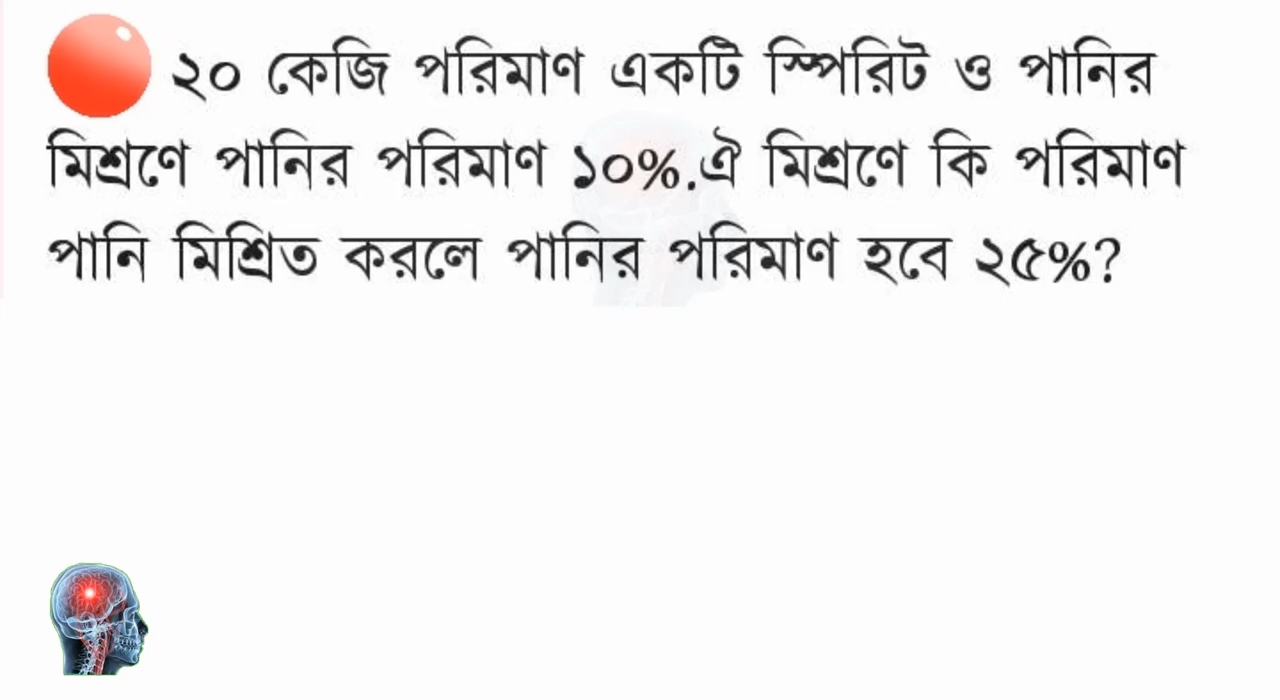 ২০ কেজি পরিমাণ একটি স্পিরিট ও পানির
মিশ্রণে পানির পরিমাণ ১০%.ঐ মিশ্রণে কি পরিমাণ
পানি মিশ্রিত করলে পানির পরিমাণ হবে ২৫%?